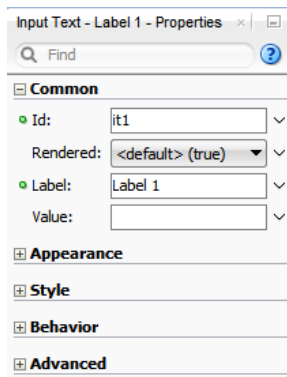 Input Text - Label 1 - Properties
Find
Common
Id: it1
Rendered: <default> (true)
Label: Label 1
Value:
Appearance
Style
Behavior
Advanced